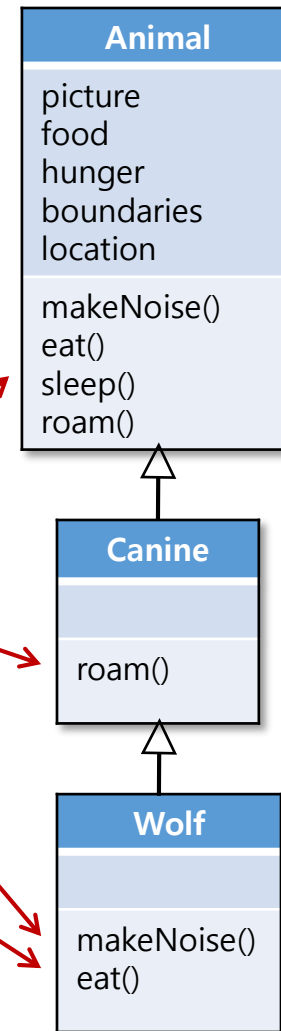 Animal
picture
food
hunger
boundaries
location
makeNoise()
eat()
sleep()
roam()
Canine
roam()
Wolf
makeNoise()
eat()